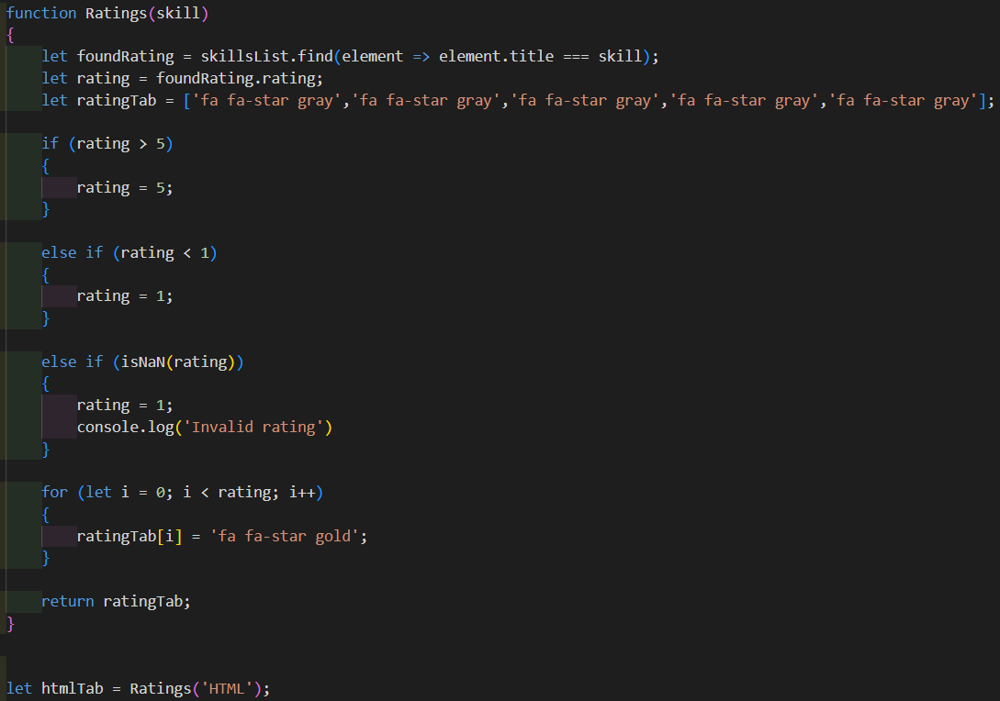 function Ratings(skill)
{
let foundRating = skillsList.find(element => element.title === skill);
let rating = foundRating.rating;
let ratingTab = ['fa fa-star gray','fa fa-star gray','fa fa-star gray','fa fa-star gray','fa fa-star gray'];
if (rating > 5)
{
rating = 5;
}
else if (rating < 1)
{
rating = 1;
}
else if (isNaN(rating))
{
rating = 1;
console.log('Invalid rating')
}
for (let i = 0; i < rating; i++)
{
ratingTab[i] = 'fa fa-star gold';
}
return ratingTab;
}
let htmlTab = Ratings('HTML');